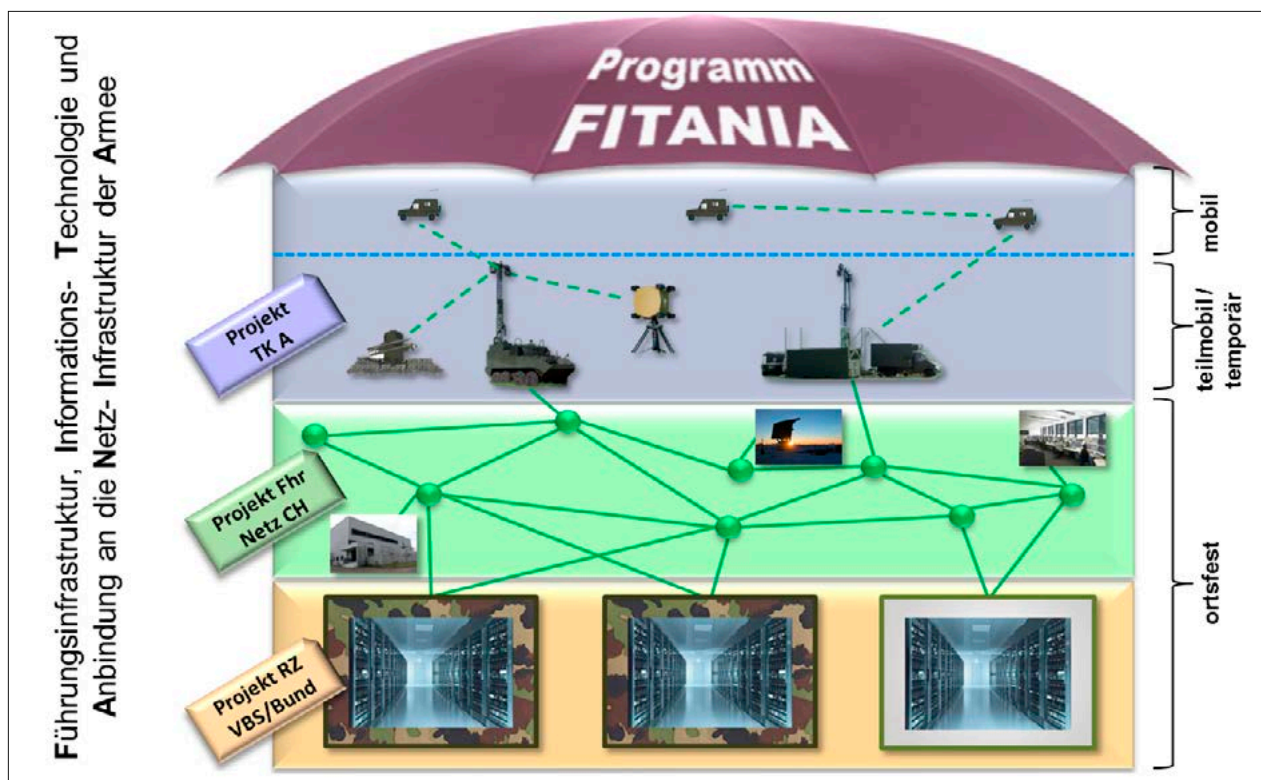 Führungsinfrastruktur, Informations- Technologie und
Anbindung an die Netz- Infrastruktur der Armee
Programm
FITANIA
mobil
Projekt
TK A
teilmobil /
temporär
Projekt Fhr
Netz CH
ortsfest
Projekt RZ
VBS/Bund